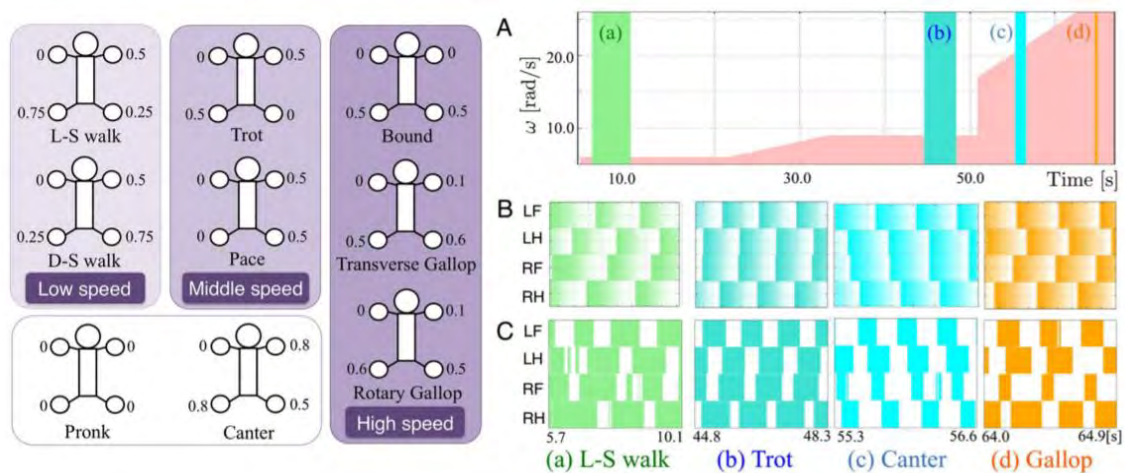 0 0.5
0.75 0.25
L-S walk
0 0.5
0.25 0.75
D-S walk
Low speed
0 0.5
0.5 0
Trot
0 0.5
0 0.5
Pace
Middle speed
0 0
0.5 0.5
Bound
0 0.1
0.5 0.6
Transverse Gallop
0 0.1
0.6 0.5
Rotary Gallop
High speed
0 0
0 0
Pronk
0 0.8
0.8 0.5
Canter
A
ω [rad/s]
20.0
10.0
(a) (b) (c) (d)
10.0 30.0 50.0 Time [s]
B
LF
LH
RF
RH
C
LF
LH
RF
RH
5.7 10.1 44.8 48.3 55.3 56.6 64.0 64.9[s]
(a) L-S walk (b) Trot (c) Canter (d) Gallop